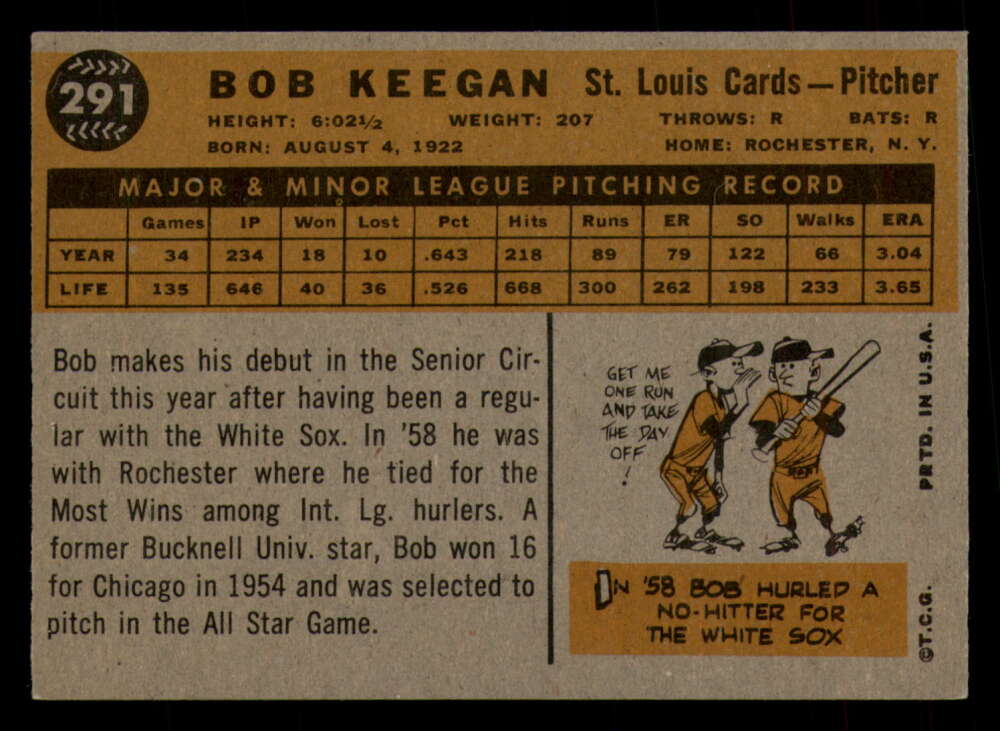 291
BOB KEEGAN St. Louis Cards—Pitcher
HEIGHT: 6:02½ WEIGHT: 207 THROWS: R BATS: R
BORN: AUGUST 4, 1922 HOME: ROCHESTER, N. Y.
MAJOR & MINOR LEAGUE PITCHING RECORD
Games IP Won Lost Pct Hits Runs ER SO Walks ERA
YEAR 34 234 18 10 .643 218 89 79 122 66 3.04
LIFE 135 646 40 36 .526 668 300 262 198 233 3.65
Bob makes his debut in the Senior Cir-
cuit this year after having been a regu-
lar with the White Sox. In '58 he was
with Rochester where he tied for the
Most Wins among Int. Lg. hurlers. A
former Bucknell Univ. star, Bob won 16
for Chicago in 1954 and was selected to
pitch in the All Star Game.
GET ME
ONE RUN
AND TAKE
THE DAY
OFF
!
IN '58 BOB HURLED A
NO-HITTER FOR
THE WHITE SOX
©T.C.G. PRTD. IN U.S.A.